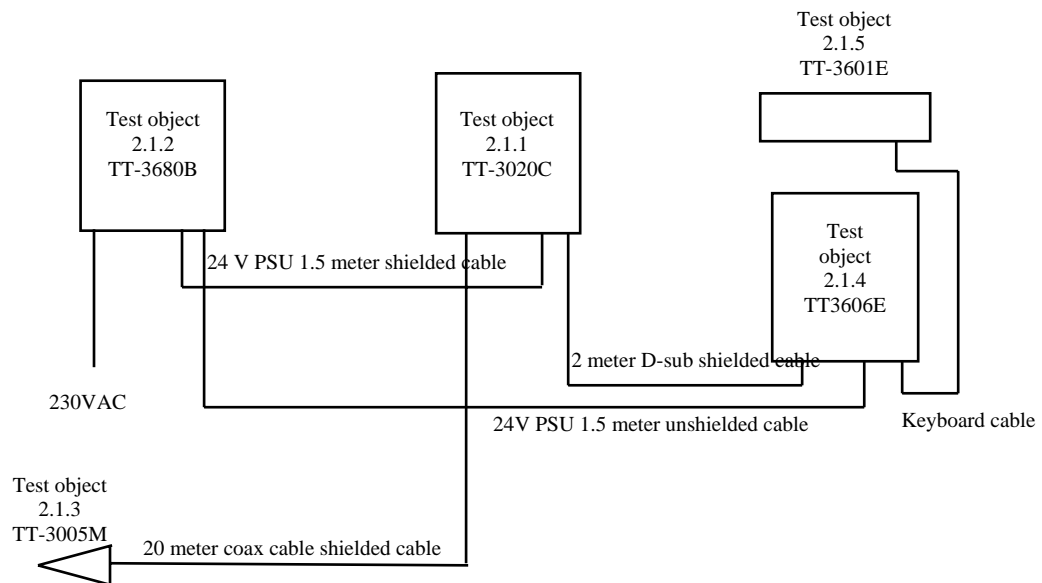 Test object
2.1.5
TT-3601E
Test object
2.1.2
TT-3680B
Test object
2.1.1
TT-3020C
Test
object
2.1.4
TT3606E
24 V PSU 1.5 meter shielded cable
2 meter D-sub shielded cable
230VAC
24V PSU 1.5 meter unshielded cable
Keyboard cable
Test object
2.1.3
TT-3005M
20 meter coax cable shielded cable